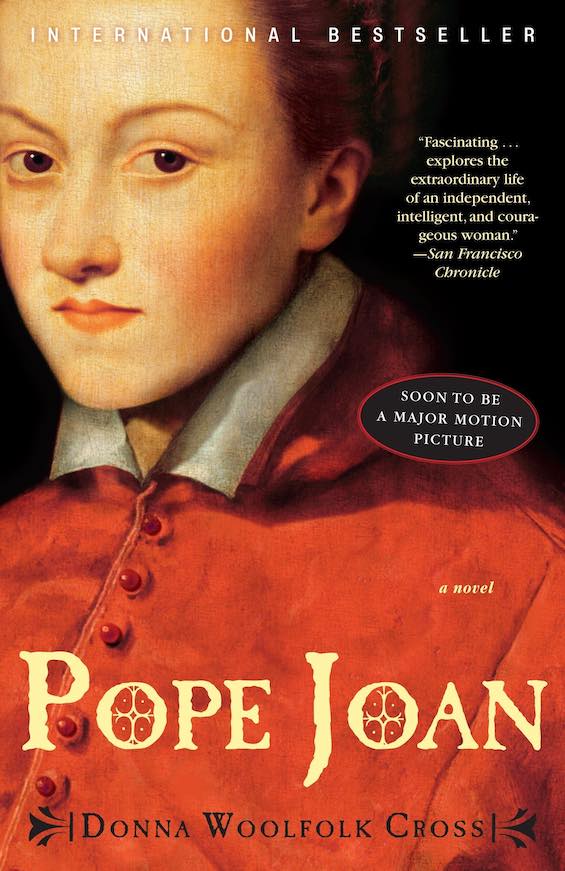 INTERNATIONAL BESTSELLER
“Fascinating . . .
explores the
extraordinary life
of an independent,
intelligent, and coura-
geous woman.”
—San Francisco
Chronicle
SOON TO BE
A MAJOR MOTION
PICTURE
a novel
POPE JOAN
DONNA WOOLFOLK CROSS